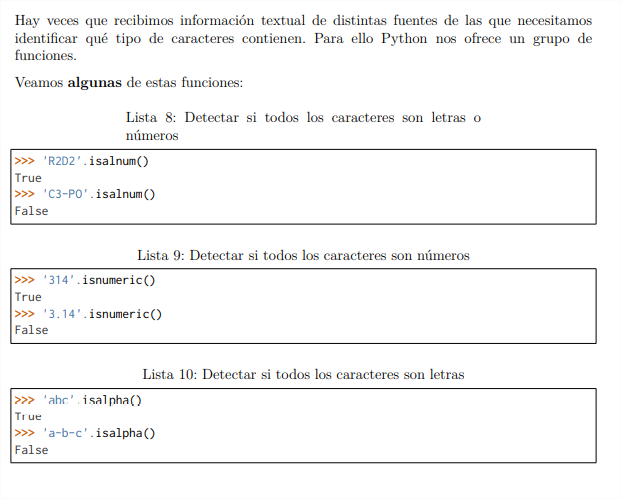 Hay veces que recibimos información textual de distintas fuentes de las que necesitamos
identificar qué tipo de caracteres contienen. Para ello Python nos ofrece un grupo de
funciones.
Veamos algunas de estas funciones:
Lista 8: Detectar si todos los caracteres son letras o
números
>>> 'R2D2'.isalnum()
True
>>> 'C3-PO'.isalnum()
False
Lista 9: Detectar si todos los caracteres son números
>>> '314'.isnumeric()
True
>>> '3.14'.isnumeric()
False
Lista 10: Detectar si todos los caracteres son letras
>>> 'abc'.isalpha()
True
>>> 'a-b-c'.isalpha()
False